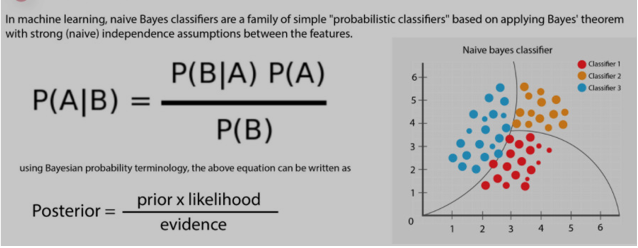 In machine learning, naive Bayes classifiers are a family of simple "probabilistic classifiers" based on applying Bayes' theorem
with strong (naive) independence assumptions between the features.
P(A|B) = P(B|A) P(A)
P(B)
using Bayesian probability terminology, the above equation can be written as
Posterior = prior x likelihood
evidence
Naive bayes classifier
Classifier 1
Classifier 2
Classifier 3
6
5
4
3
2
1
0
1 2 3 4 5 6